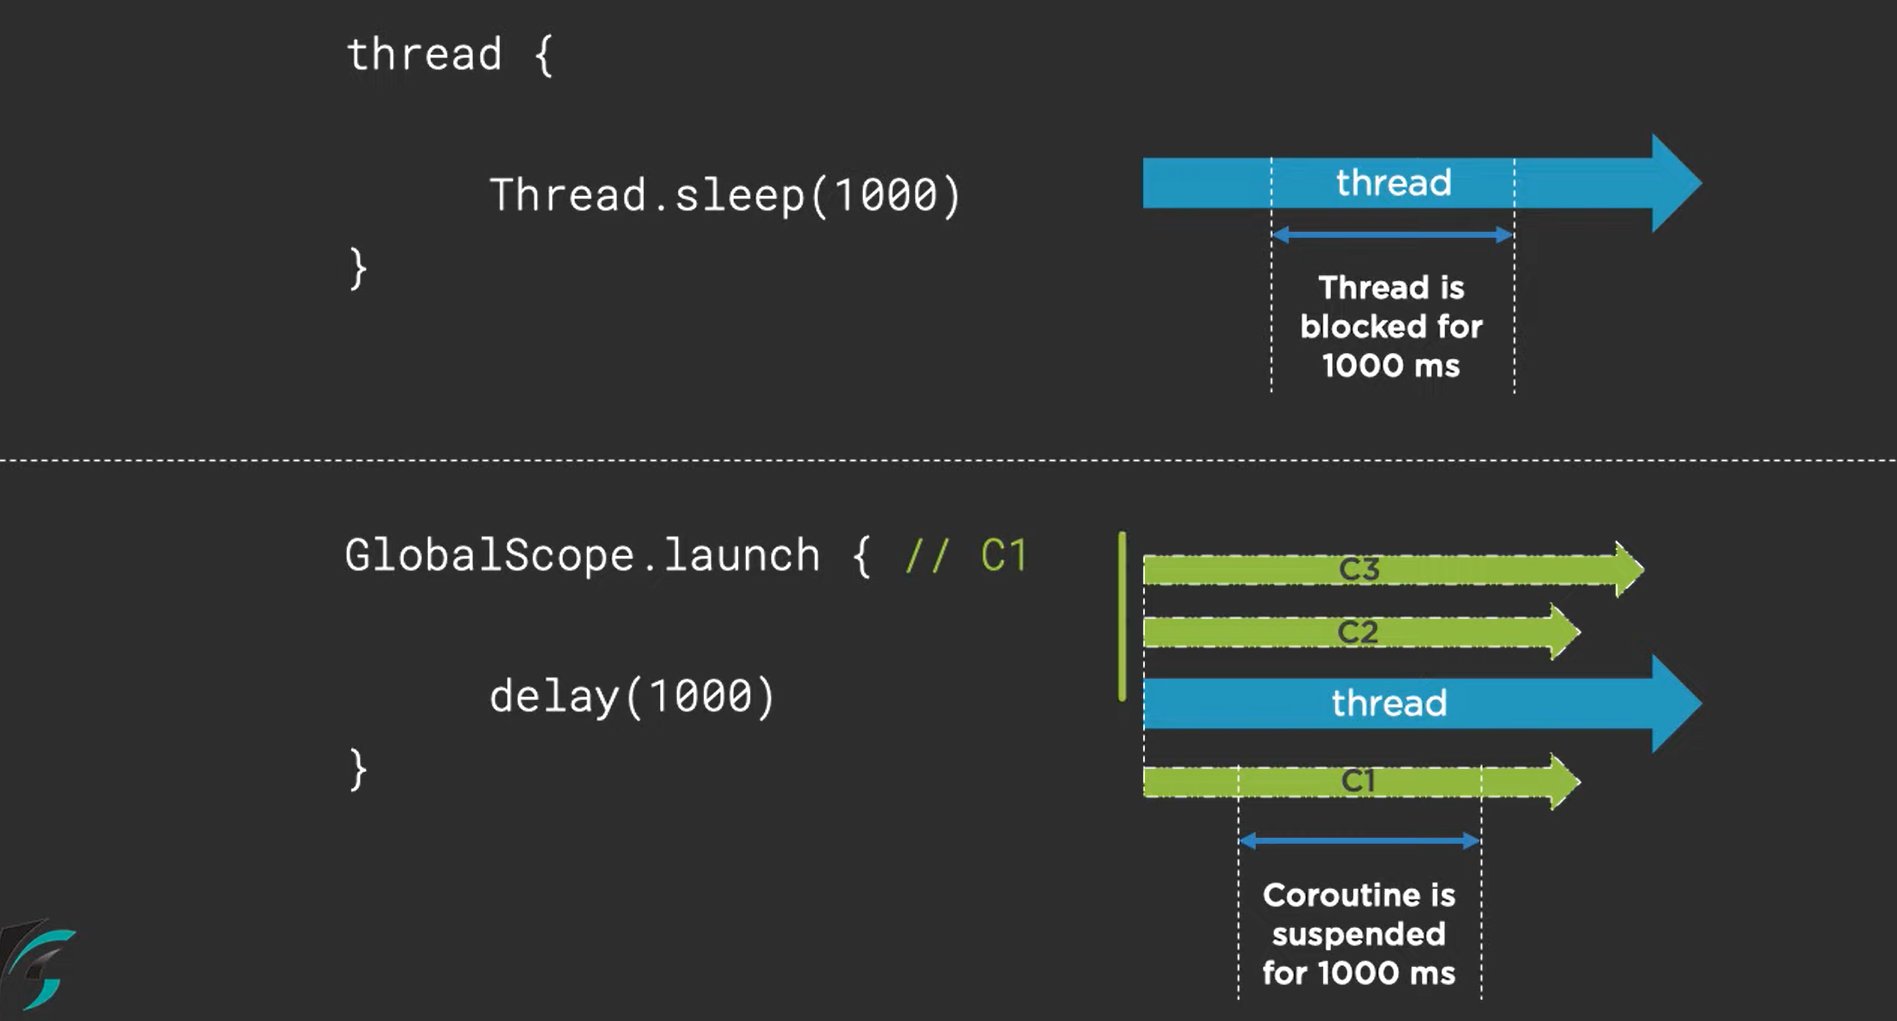 thread {
Thread.sleep(1000)
}
thread
Thread is
blocked for
1000 ms
GlobalScope.launch { // C1
delay(1000)
}
C3
C2
thread
C1
Coroutine is
suspended
for 1000 ms